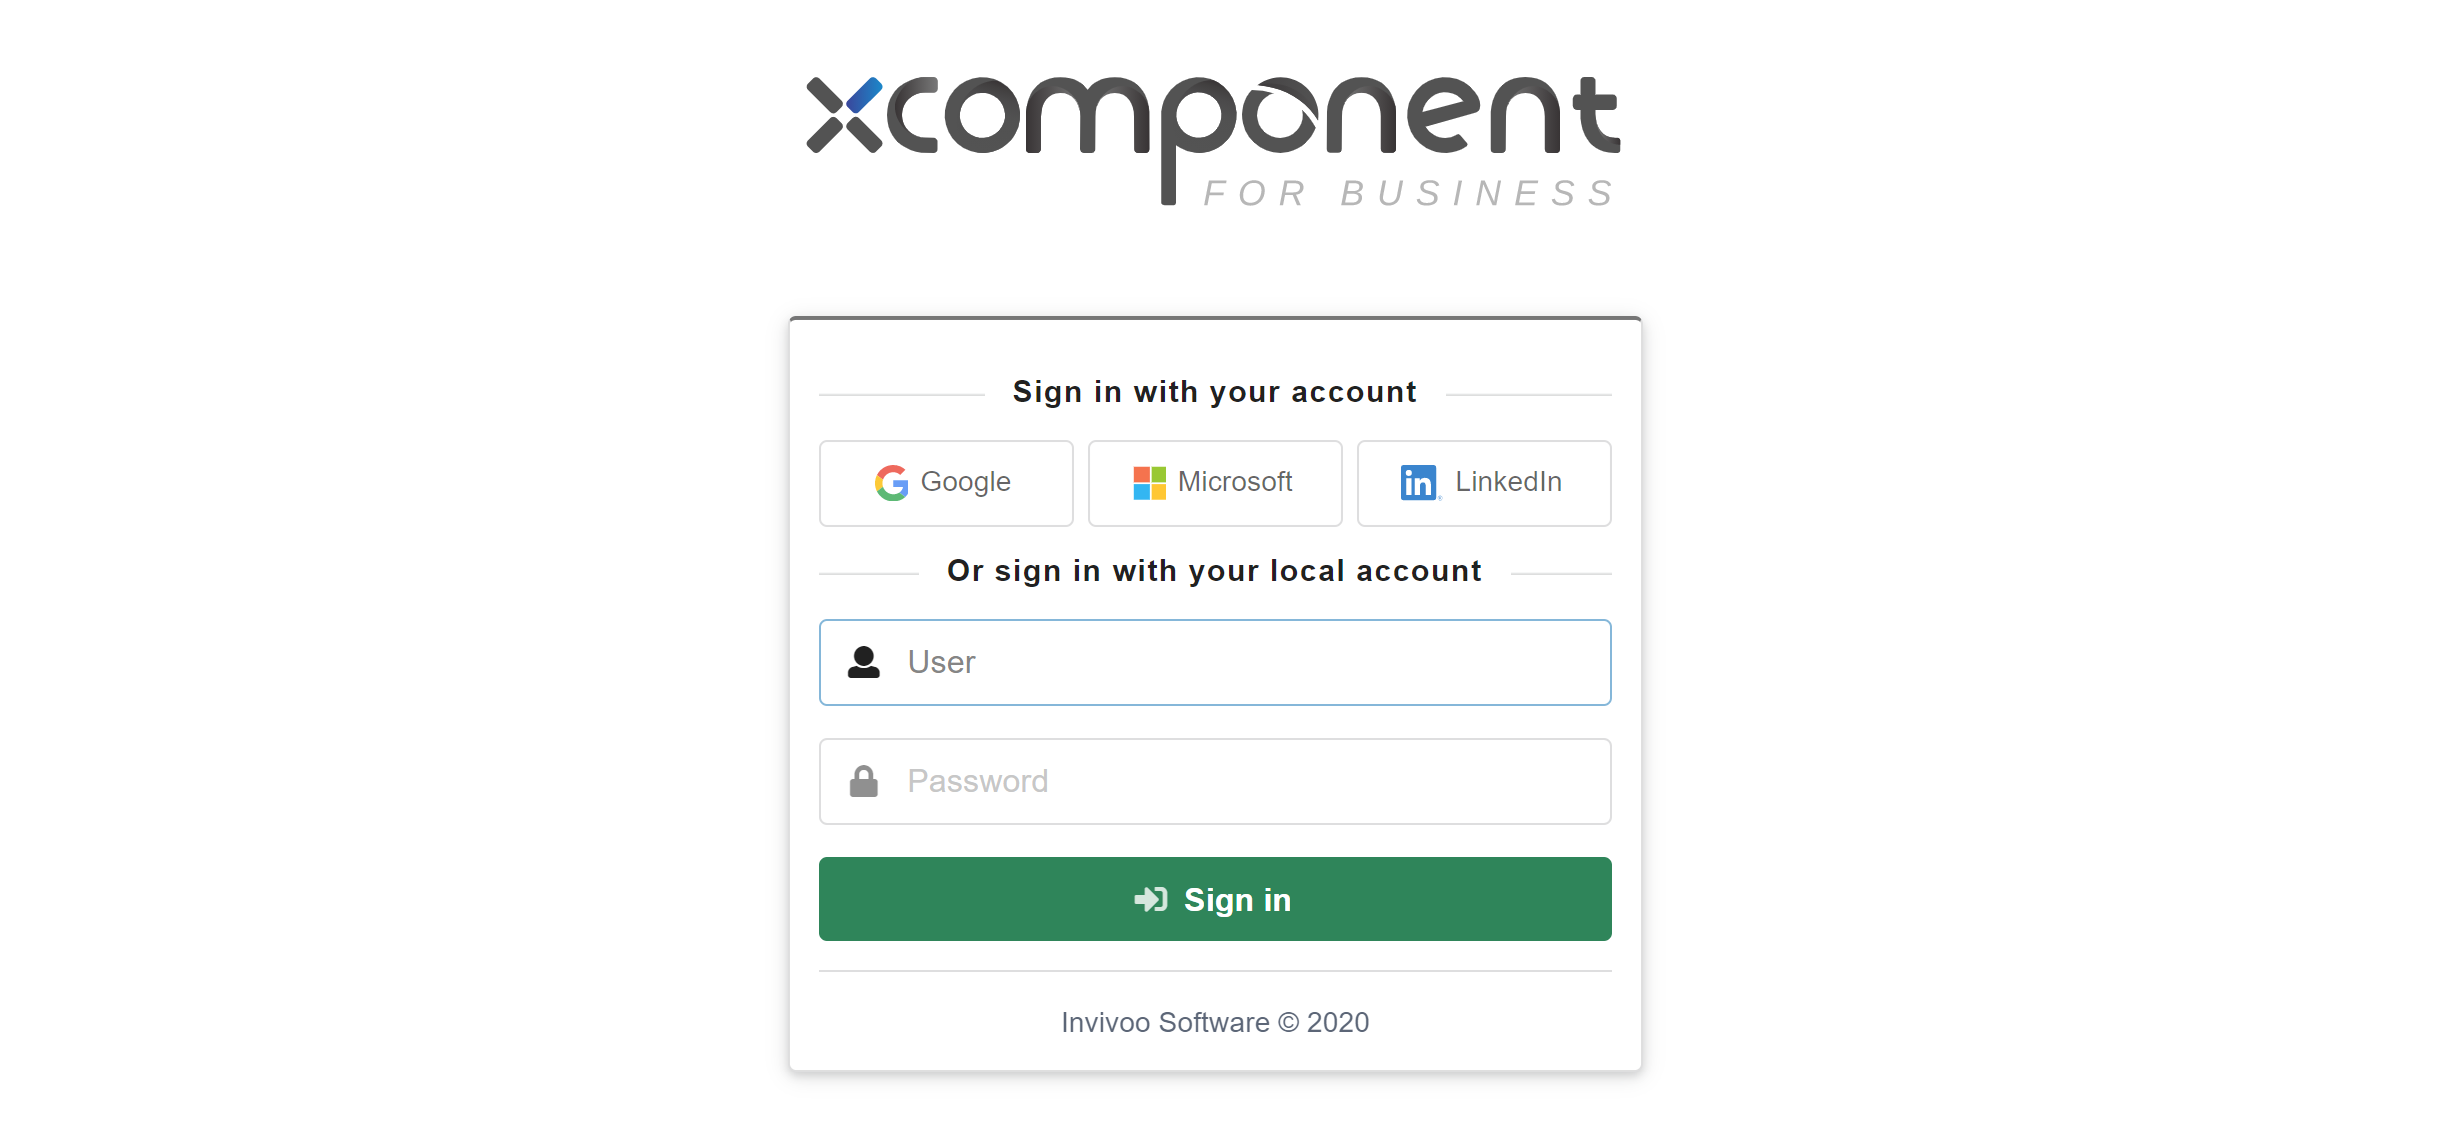 xcomponent
FOR BUSINESS
Sign in with your account
Google
Microsoft
LinkedIn
Or sign in with your local account
User
Password
Sign in
Invivoo Software © 2020